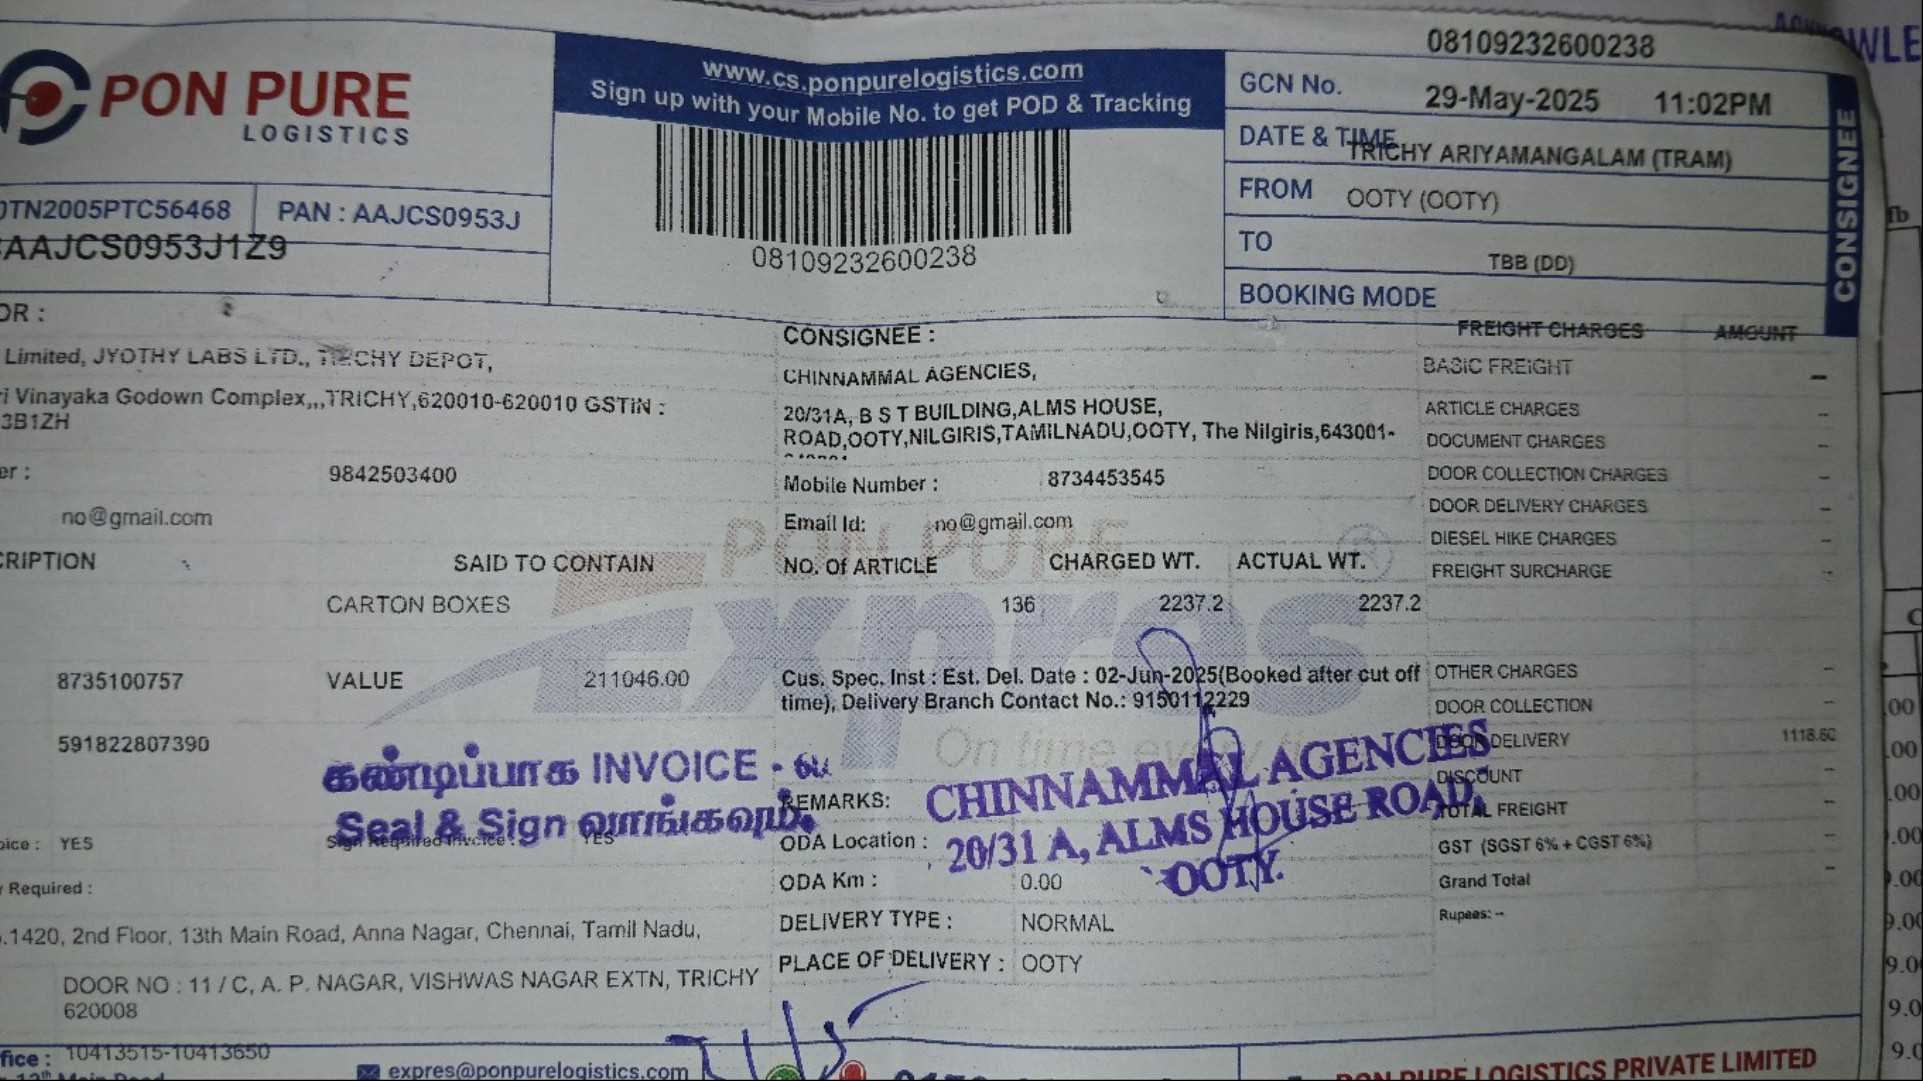 PON PURE
LOGISTICS
www.cs.ponpurelogistics.com
Sign up with your Mobile No. to get POD & Tracking
08109232600238
08109232600238
GCN No.
29-May-2025 11:02PM
DATE & TIME
TRICHY ARIYAMANGALAM (TRAM)
FROM
OOTY (OOTY)
TO
TBB (DD)
BOOKING MODE
CONSIGNEE
TN2005PTC56468
PAN : AAJCS0953J
AAJCS0953J1Z9
OR :
Limited, JYOTHY LABS LTD., DEPOT,
Vinayaka Godown Complex,,,TRICHY,620010-620010 GSTIN :
3B1ZH
er : 9842503400
no@gmail.com
CONSIGNEE :
CHINNAMMAL AGENCIES,
20/31A, B S T BUILDING,ALMS HOUSE,
ROAD,OOTY,NILGIRIS,TAMILNADU,OOTY, The Nilgiris,643001-
Mobile Number : 8734453545
Email Id: no@gmail.com
FREIGHT CHARGES AMOUNT
BASIC FREIGHT –
ARTICLE CHARGES –
DOCUMENT CHARGES –
DOOR COLLECTION CHARGES –
DOOR DELIVERY CHARGES –
DIESEL HIKE CHARGES –
FREIGHT SURCHARGE –
RIPTION SAID TO CONTAIN NO. Of ARTICLE CHARGED WT. ACTUAL WT.
CARTON BOXES 136 2237.2 2237.2
PON PURE
Expres
On time
8735100757 VALUE 211046.00
591822807390
Cus. Spec. Inst : Est. Del. Date : 02-Jun-2025(Booked after cut off
time), Delivery Branch Contact No.: 9150112229
OTHER CHARGES –
DOOR COLLECTION –
DOOR DELIVERY 1118.60
DISCOUNT –
TOTAL FREIGHT –
GST (SGST 6% + CGST 6%) –
Grand Total –
Rupees: –
கண்டிப்பாக INVOICE -
Seal & Sign வாங்கவும்.
oice : YES
Sign Required Invoice : YES
Required :
REMARKS:
ODA Location :
ODA Km : 0.00
DELIVERY TYPE : NORMAL
PLACE OF DELIVERY : OOTY
CHINNAMMAL AGENCIES
20/31 A, ALMS HOUSE ROAD,
OOTY.
.1420, 2nd Floor, 13th Main Road, Anna Nagar, Chennai, Tamil Nadu,
DOOR NO : 11 / C, A. P. NAGAR, VISHWAS NAGAR EXTN, TRICHY
620008
fice : 10413515-10413650
expres@ponpurelogistics.com
PON PURE LOGISTICS PRIVATE LIMITED